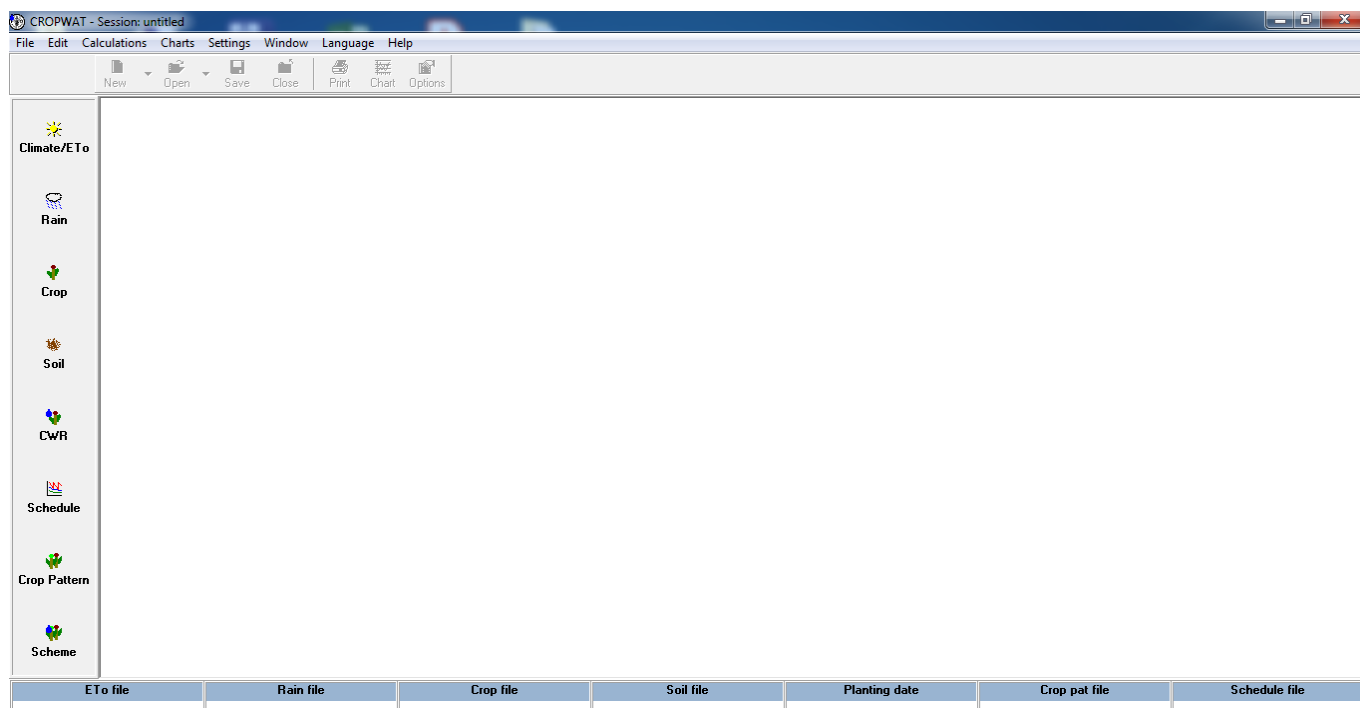 CROPWAT - Session: untitled
File Edit Calculations Charts Settings Window Language Help
New Open Save Close Print Chart Options
Climate/ETo
Rain
Crop
Soil
CWR
Schedule
Crop Pattern
Scheme
ETo file Rain file Crop file Soil file Planting date Crop pat file Schedule file